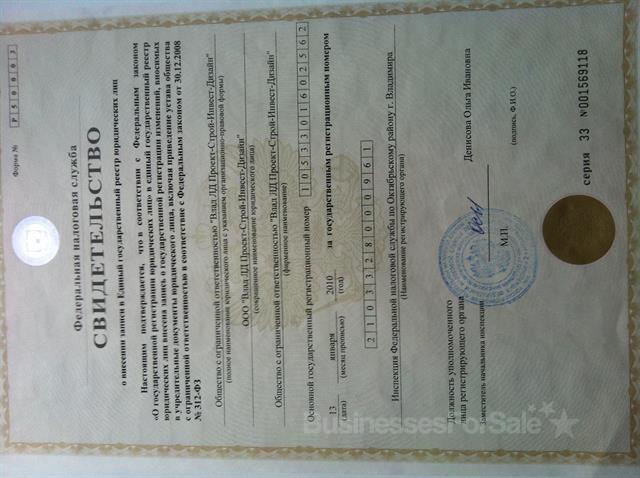 Форма № Р50003
Федеральная налоговая служба
СВИДЕТЕЛЬСТВО
о внесении записи в Единый государственный реестр юридических лиц
Настоящим подтверждается, что в соответствии с Федеральным законом
«О государственной регистрации юридических лиц» в единый государственный реестр
юридических лиц внесена запись о государственной регистрации изменений, вносимых
в учредительные документы юридического лица, включая приведение устава общества
с ограниченной ответственностью в соответствие с Федеральным законом от 30.12.2008
№ 312-ФЗ
Общество с ограниченной ответственностью "Влад ЛД Проект-Строй-Инвест-Дизайн"
(полное наименование юридического лица с указанием организационно-правовой формы)
ООО "Влад ЛД Проект-Строй-Инвест-Дизайн"
(сокращенное наименование юридического лица)
Общество с ограниченной ответственностью "Влад ЛД Проект-Строй-Инвест-Дизайн"
(фирменное наименование)
Основной государственный регистрационный номер 1053301602562
13 января 2010 за государственным регистрационным номером
(дата) (месяц прописью) (год)
2103328000961
Инспекция Федеральной налоговой службы по Октябрьскому району г. Владимира
(Наименование регистрирующего органа)
Должность уполномоченного
лица регистрирующего органа
Заместитель начальника инспекции
Денисова Ольга Ивановна
(подпись, Ф.И.О.)
М.П.
серия 33 №001569118
BusinessesForSale